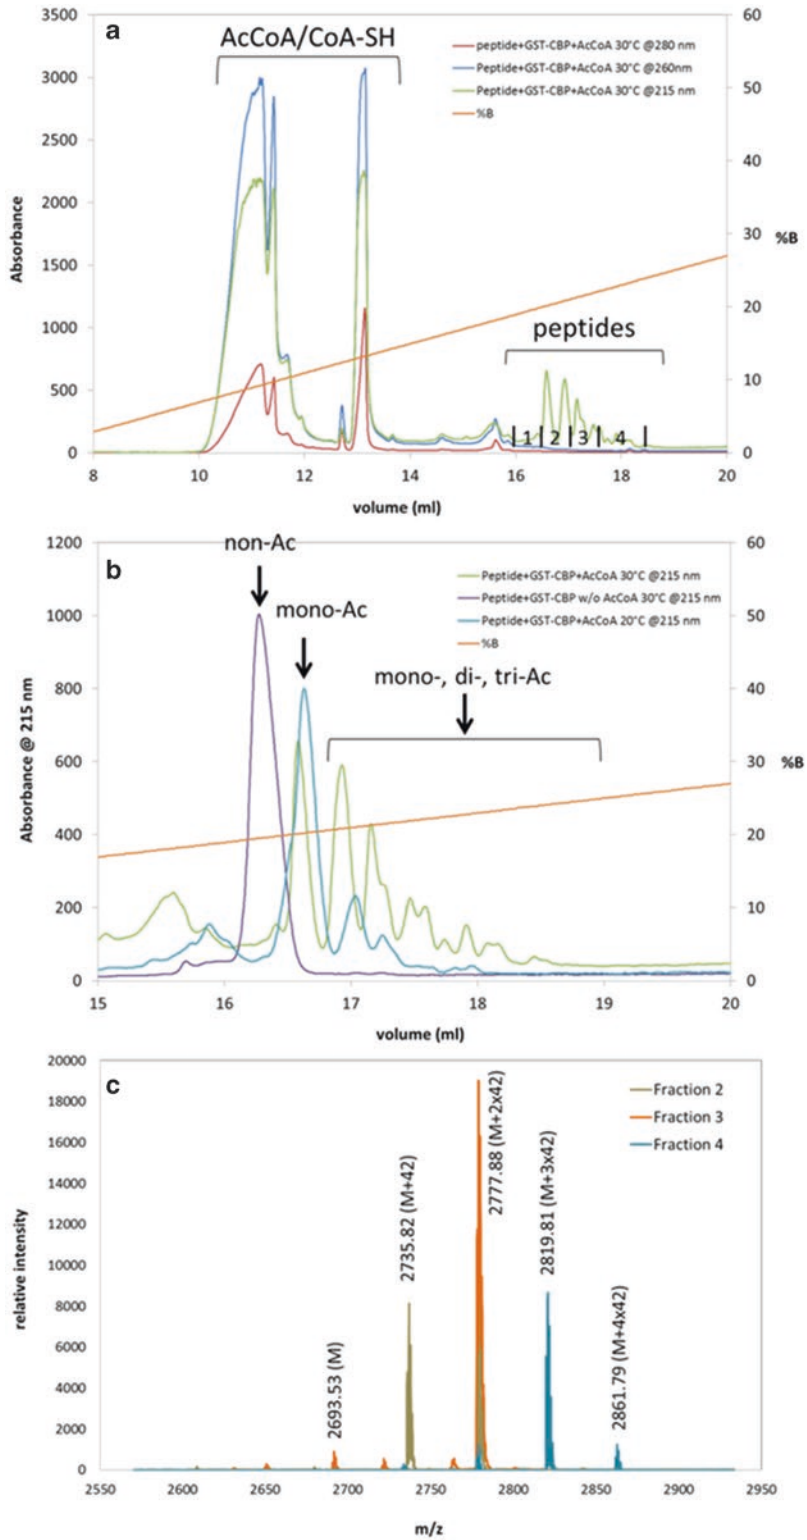 a
AcCoA/CoA-SH
peptide+GST-CBP+AcCoA 30°C @280 nm
Peptide+GST-CBP+AcCoA 30°C @260nm
Peptide+GST-CBP+AcCoA 30°C @215 nm
%B
3500
3000
2500
2000
1500
1000
500
0
Absorbance
60
50
40
30
20
10
0
%B
peptides
1 2 3 4
8 10 12 14 16 18 20
volume (ml)
b
non-Ac
mono-Ac
mono-, di-, tri-Ac
Peptide+GST-CBP+AcCoA 30°C @215 nm
Peptide+GST-CBP w/o AcCoA 30°C @215 nm
Peptide+GST-CBP+AcCoA 20°C @215 nm
%B
1200
1000
800
600
400
200
0
Absorbance @ 215 nm
60
50
40
30
20
10
0
%B
15 16 17 18 19 20
volume (ml)
c
Fraction 2
Fraction 3
Fraction 4
20000
18000
16000
14000
12000
10000
8000
6000
4000
2000
0
relative intensity
2693.53 (M)
2735.82 (M+42)
2777.88 (M+2x42)
2819.81 (M+3x42)
2861.79 (M+4x42)
2550 2600 2650 2700 2750 2800 2850 2900 2950
m/z